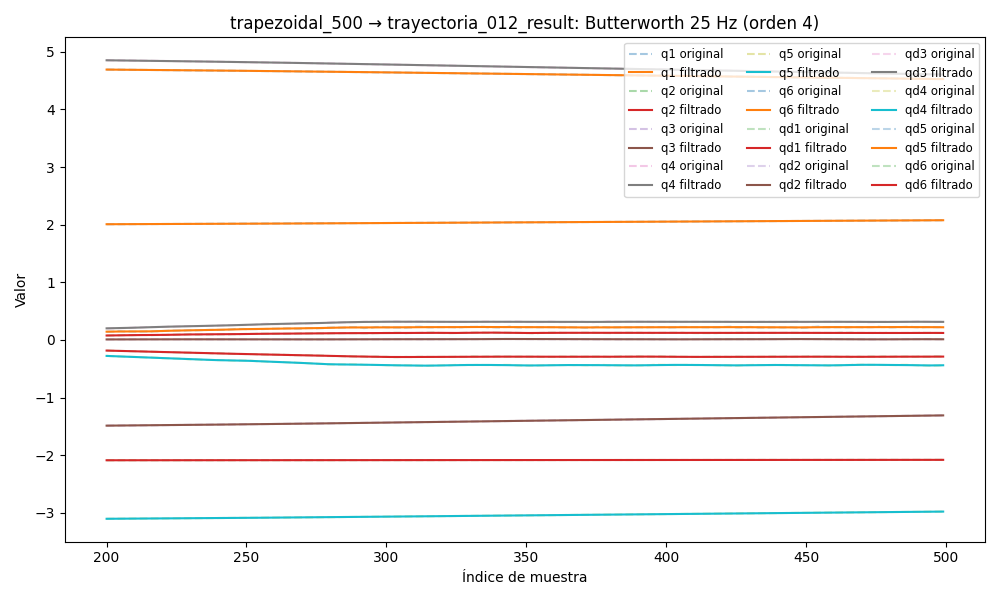 trapezoidal_500 → trayectoria_012_result: Butterworth 25 Hz (orden 4)
q1 original
q1 filtrado
q2 original
q2 filtrado
q3 original
q3 filtrado
q4 original
q4 filtrado
q5 original
q5 filtrado
q6 original
q6 filtrado
qd1 original
qd1 filtrado
qd2 original
qd2 filtrado
qd3 original
qd3 filtrado
qd4 original
qd4 filtrado
qd5 original
qd5 filtrado
qd6 original
qd6 filtrado
Valor
5
4
3
2
1
0
−1
−2
−3
200
250
300
350
400
450
500
Índice de muestra